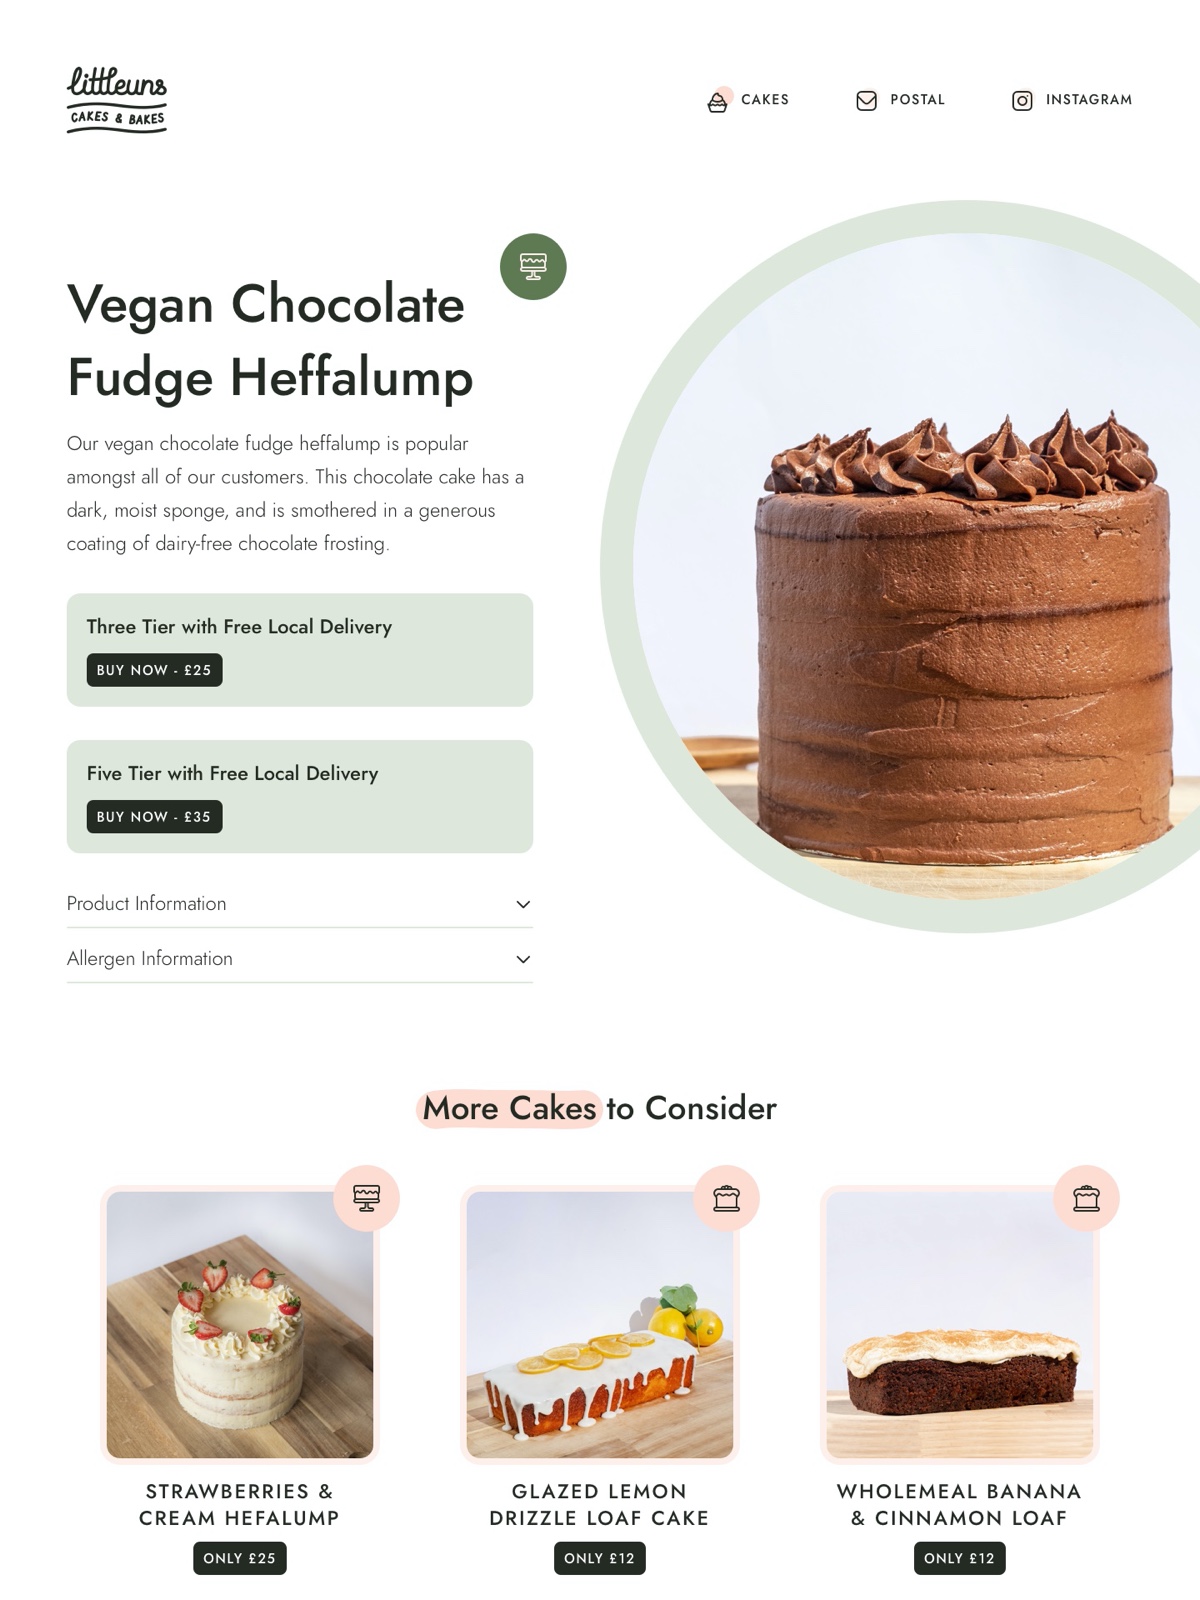 littleuns
CAKES & BAKES
CAKES
POSTAL
INSTAGRAM
Vegan Chocolate
Fudge Heffalump
Our vegan chocolate fudge heffalump is popular
amongst all of our customers. This chocolate cake has a
dark, moist sponge, and is smothered in a generous
coating of dairy-free chocolate frosting.
Three Tier with Free Local Delivery
BUY NOW - £25
Five Tier with Free Local Delivery
BUY NOW - £35
Product Information
Allergen Information
More Cakes to Consider
STRAWBERRIES &
CREAM HEFALUMP
ONLY £25
GLAZED LEMON
DRIZZLE LOAF CAKE
ONLY £12
WHOLEMEAL BANANA
& CINNAMON LOAF
ONLY £12